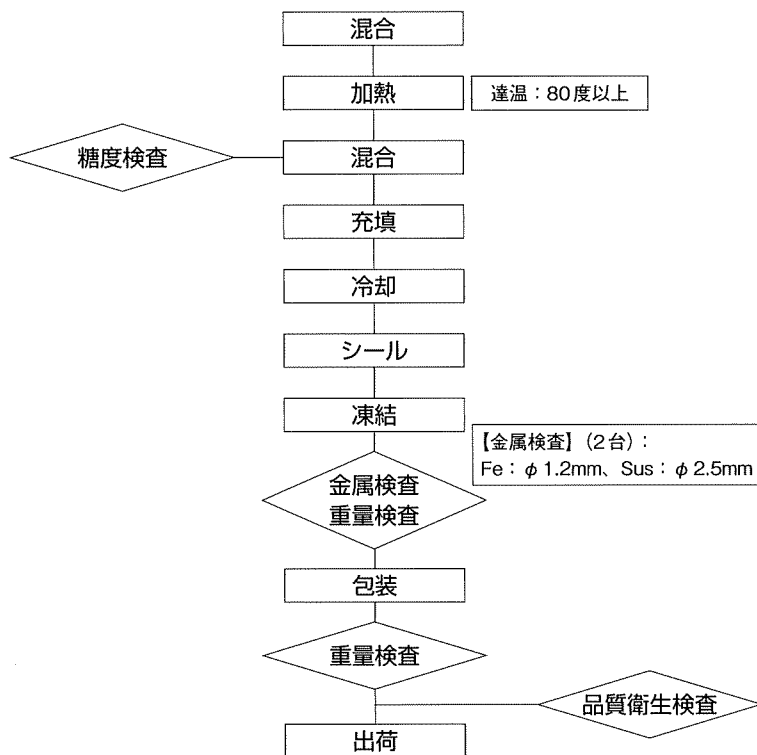 混合
加熱
達温：80度以上
糖度検査
混合
充填
冷却
シール
凍結
【金属検査】（2台）：
Fe：φ1.2mm、Sus：φ2.5mm
金属検査
重量検査
包装
重量検査
品質衛生検査
出荷